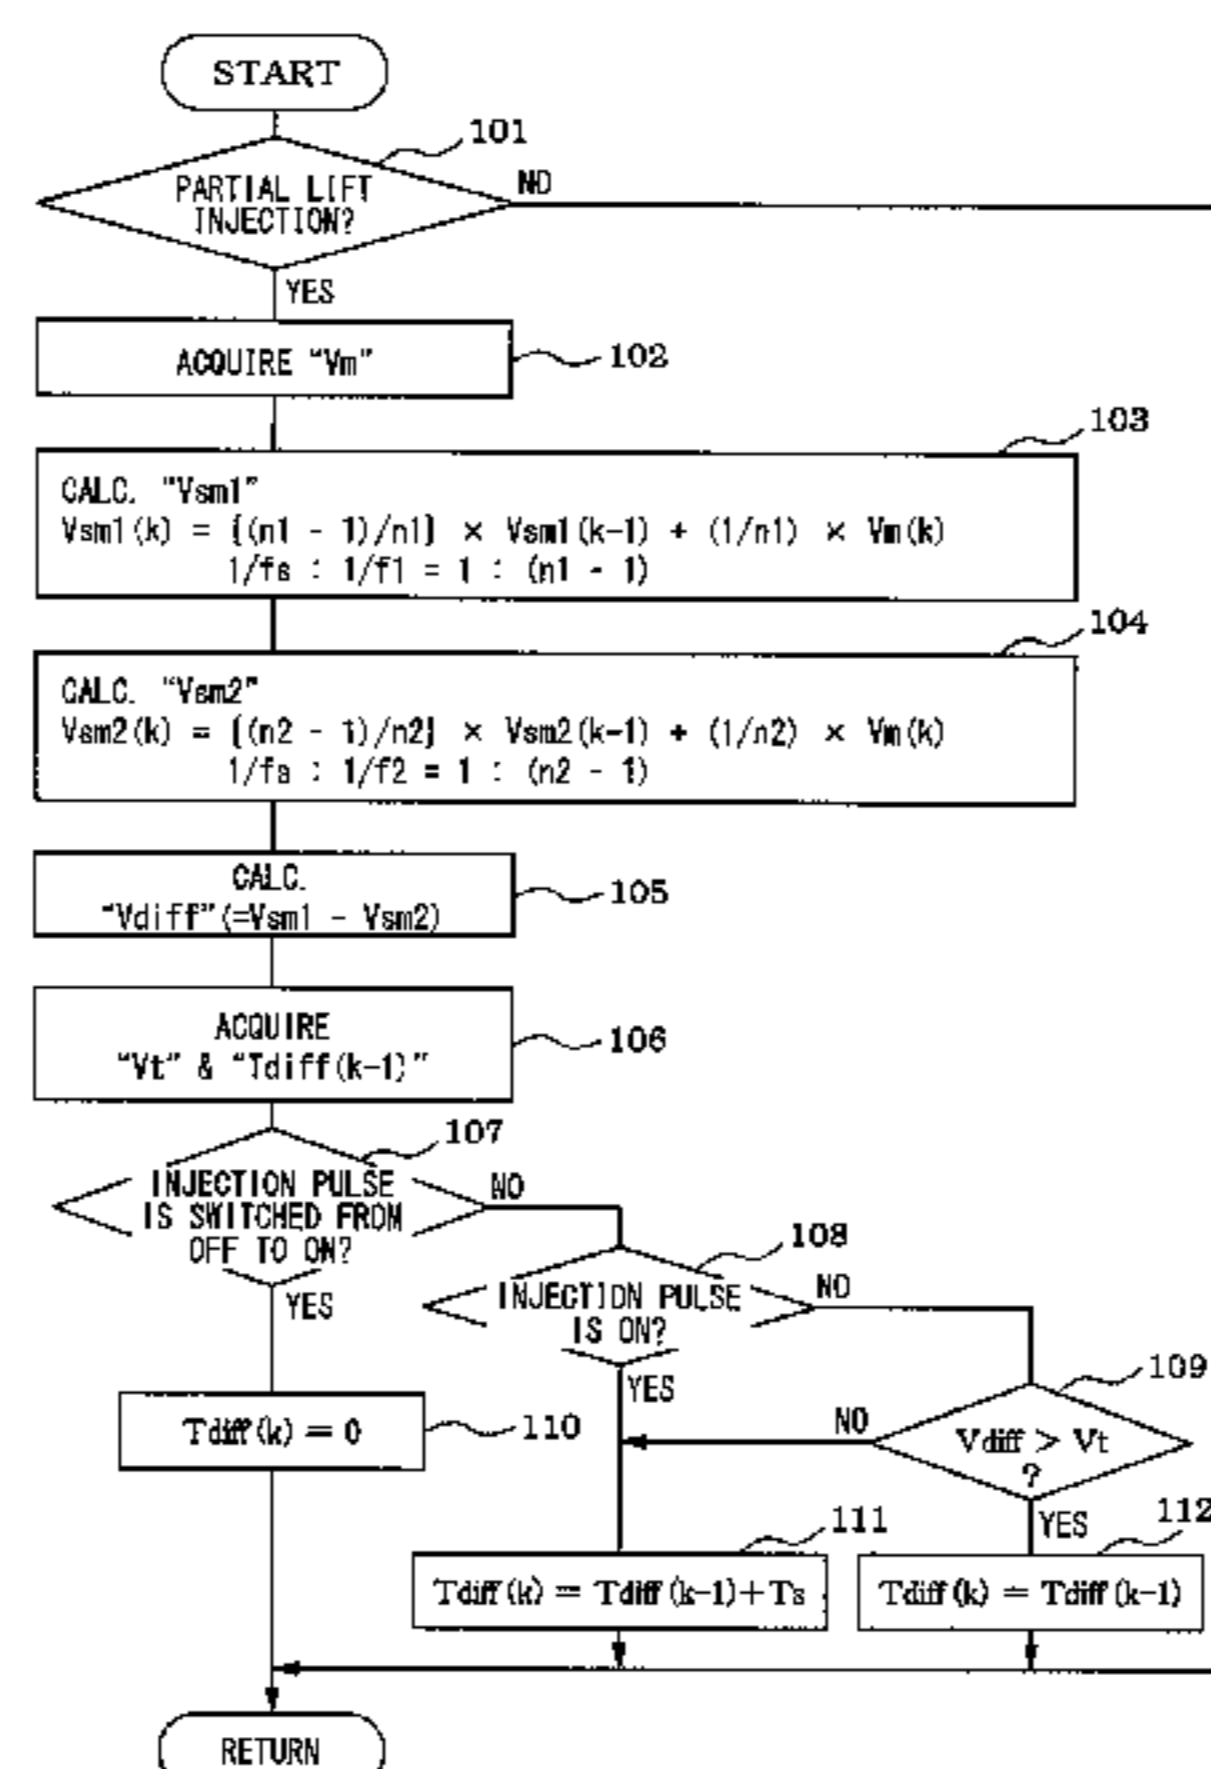 START
101
PARTIAL LIFT
INJECTION?
NO
YES
ACQUIRE "Vm"
102
103
CALC. "Vsm1"
Vsm1(k) = {(n1 - 1)/n1} × Vsm1(k-1) + (1/n1) × Vm(k)
1/fs : 1/f1 = 1 : (n1 - 1)
104
CALC. "Vsm2"
Vsm2(k) = {(n2 - 1)/n2} × Vsm2(k-1) + (1/n2) × Vm(k)
1/fs : 1/f2 = 1 : (n2 - 1)
CALC.
"Vdiff"(=Vsm1 - Vsm2)
105
ACQUIRE
"Vt" & "Tdiff(k-1)"
106
107
INJECTION PULSE
IS SWITCHED FROM
OFF TO ON?
NO
YES
108
INJECTION PULSE
IS ON?
NO
YES
109
Vdiff > Vt
?
NO
YES
Tdiff(k) = 0
110
111
Tdiff(k) = Tdiff(k-1)+Ts
112
Tdiff(k) = Tdiff(k-1)
RETURN